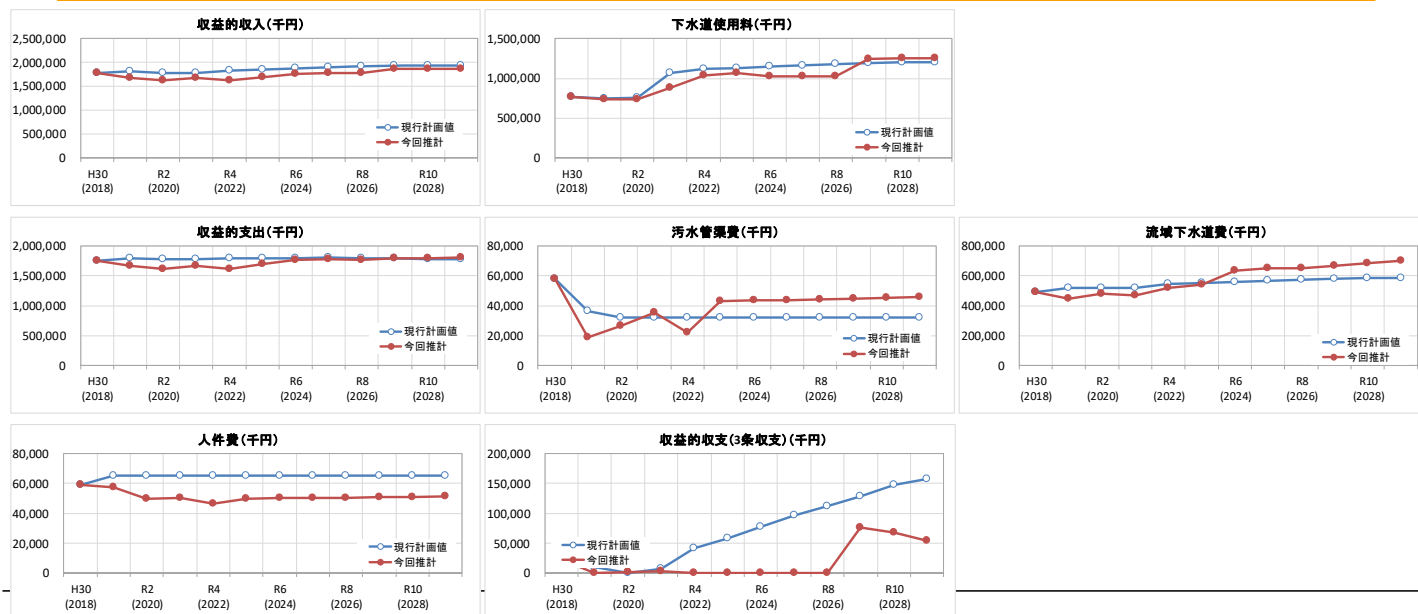 収益的収入(千円)
2,500,000
2,000,000
1,500,000
1,000,000
500,000
0
現行計画値
今回推計
H30 R2 R4 R6 R8 R10
(2018) (2020) (2022) (2024) (2026) (2028)
下水道使用料(千円)
1,500,000
1,000,000
500,000
0
現行計画値
今回推計
H30 R2 R4 R6 R8 R10
(2018) (2020) (2022) (2024) (2026) (2028)
収益的支出(千円)
2,000,000
1,500,000
1,000,000
500,000
0
現行計画値
今回推計
H30 R2 R4 R6 R8 R10
(2018) (2020) (2022) (2024) (2026) (2028)
汚水管渠費(千円)
80,000
60,000
40,000
20,000
0
現行計画値
今回推計
H30 R2 R4 R6 R8 R10
(2018) (2020) (2022) (2024) (2026) (2028)
流域下水道費(千円)
800,000
600,000
400,000
200,000
0
現行計画値
今回推計
H30 R2 R4 R6 R8 R10
(2018) (2020) (2022) (2024) (2026) (2028)
人件費(千円)
80,000
60,000
40,000
20,000
0
現行計画値
今回推計
H30 R2 R4 R6 R8 R10
(2018) (2020) (2022) (2024) (2026) (2028)
収益的収支(3条収支)(千円)
200,000
150,000
100,000
50,000
0
現行計画値
今回推計
H30 R2 R4 R6 R8 R10
(2018) (2020) (2022) (2024) (2026) (2028)